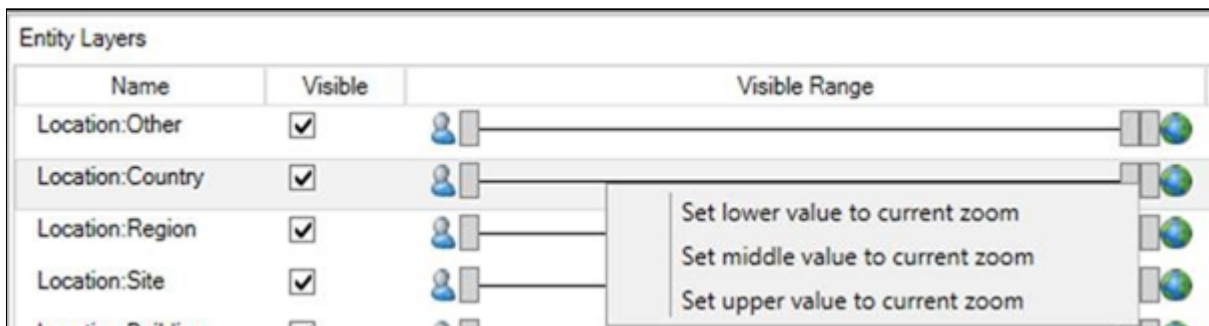 Entity Layers
Name Visible Visible Range
Location:Other
Location:Country
Set lower value to current zoom
Location:Region
Set middle value to current zoom
Location:Site
Set upper value to current zoom